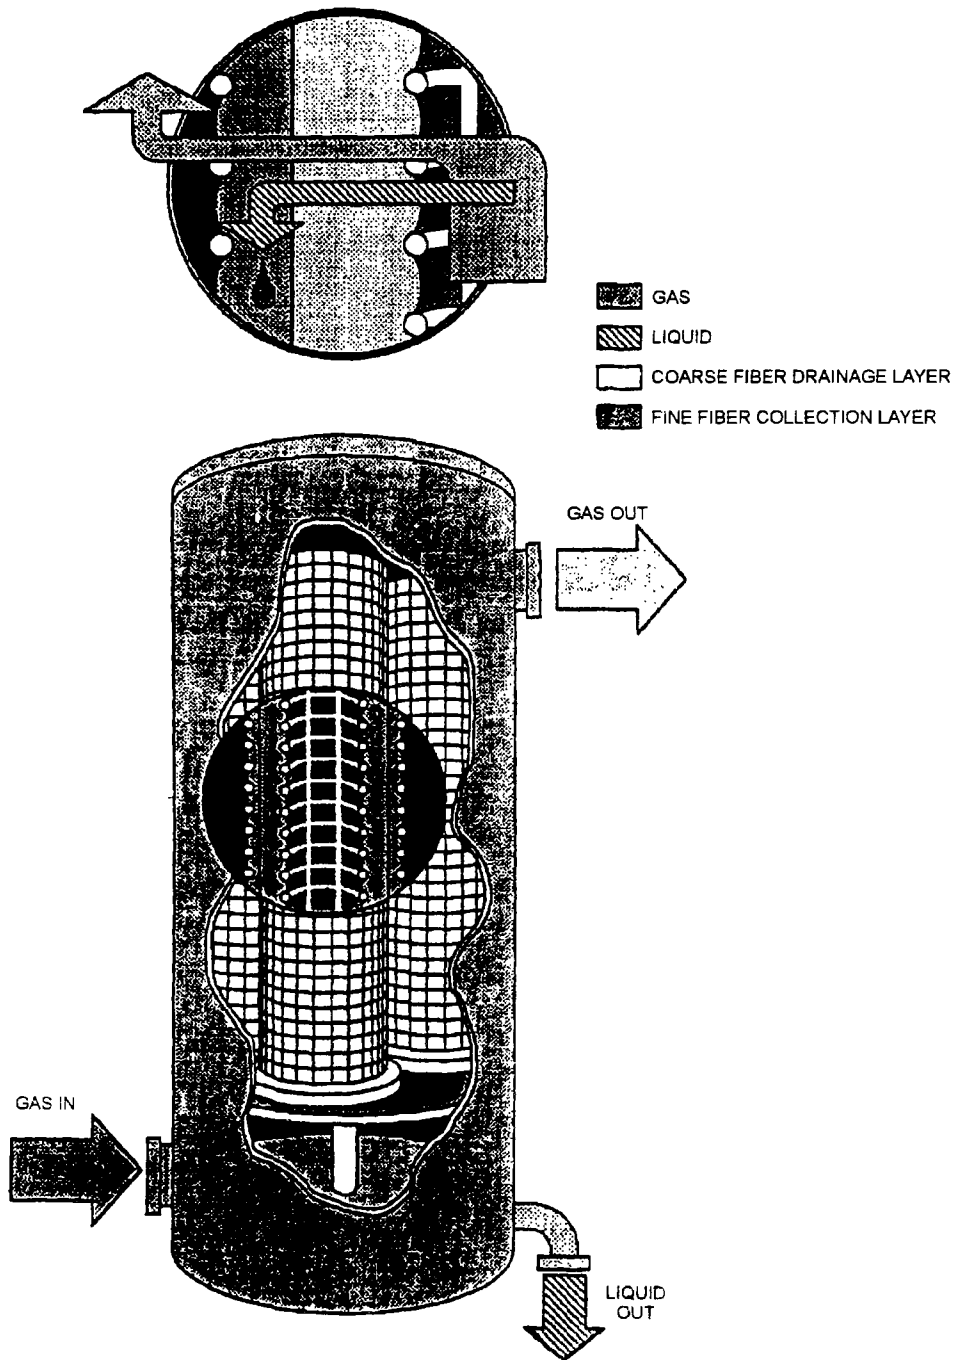 GAS
LIQUID
COARSE FIBER DRAINAGE LAYER
FINE FIBER COLLECTION LAYER
GAS OUT
GAS IN
LIQUID
OUT